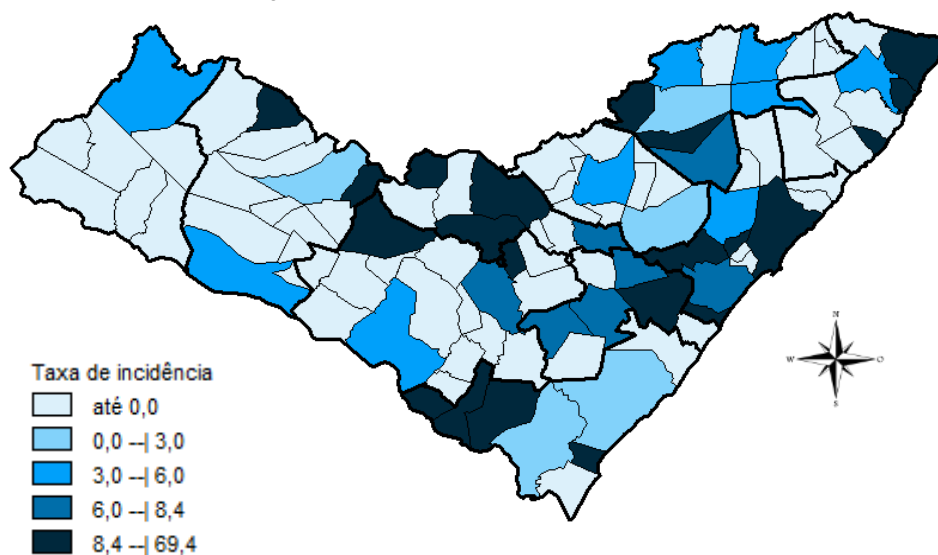 N
W
O
S
Taxa de incidência
até 0,0
0,0 --| 3,0
3,0 --| 6,0
6,0 --| 8,4
8,4 --| 69,4